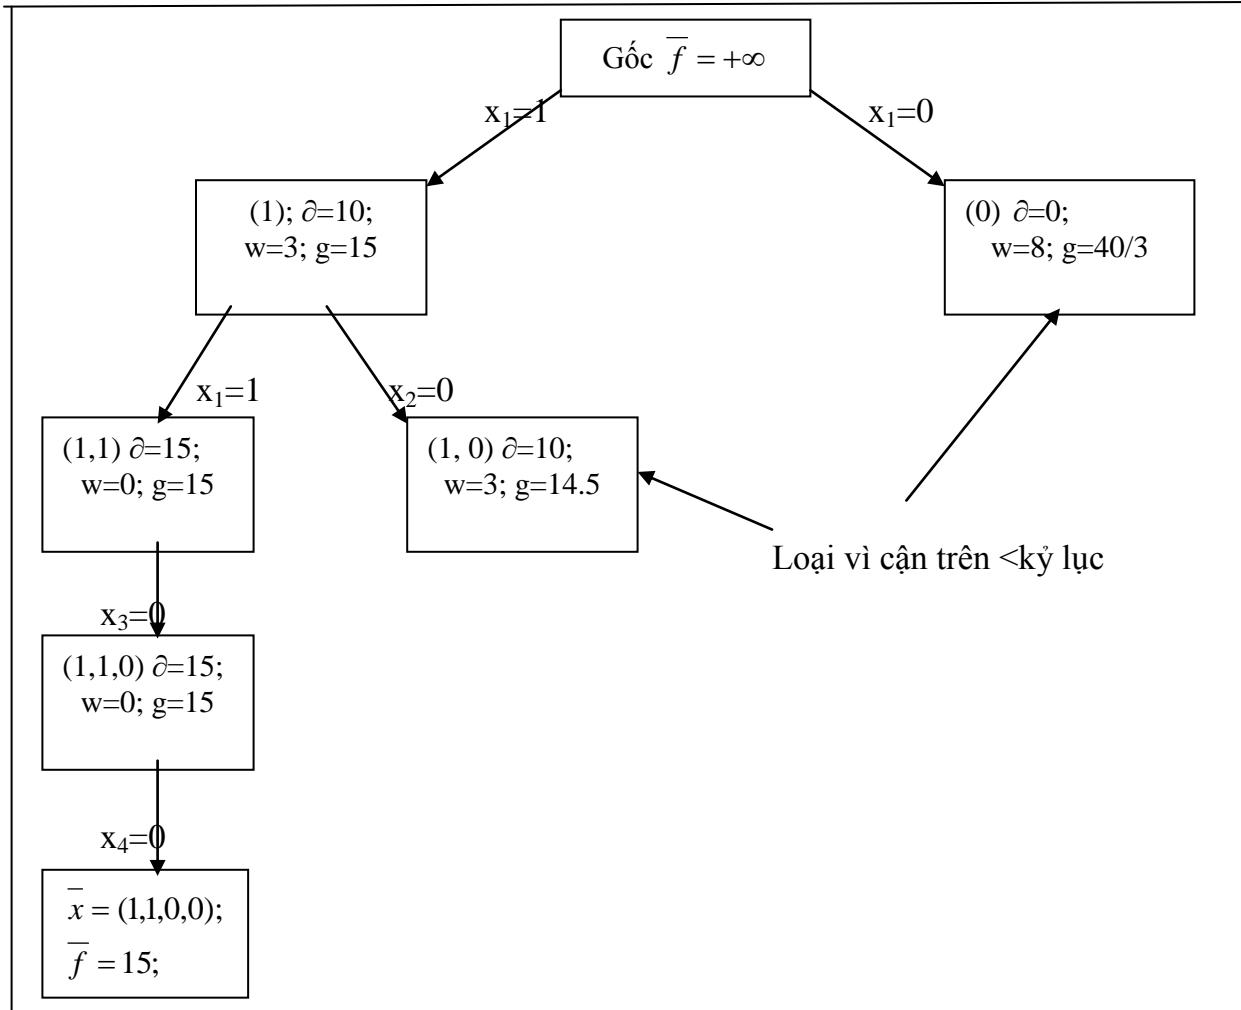 Gốc f̅ = +∞
x₁=1
x₁=0
(1); ∂=10;
w=3; g=15
(0) ∂=0;
w=8; g=40/3
x₁=1
x₂=0
(1,1) ∂=15;
w=0; g=15
(1, 0) ∂=10;
w=3; g=14.5
Loại vì cận trên <kỷ lục
x₃=0
(1,1,0) ∂=15;
w=0; g=15
x₄=0
x̅ = (1,1,0,0);
f̅ = 15;